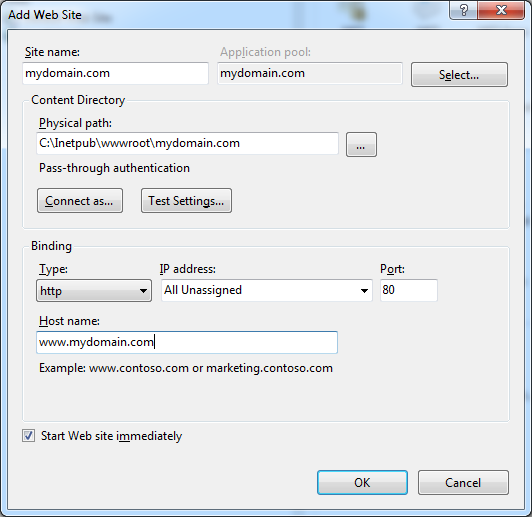 Add Web Site
Site name:
Application pool:
mydomain.com
mydomain.com
Select...
Content Directory
Physical path:
C:\Inetpub\wwwroot\mydomain.com
...
Pass-through authentication
Connect as...
Test Settings...
Binding
Type:
IP address:
Port:
http
All Unassigned
80
Host name:
www.mydomain.com
Example: www.contoso.com or marketing.contoso.com
Start Web site immediately
OK
Cancel